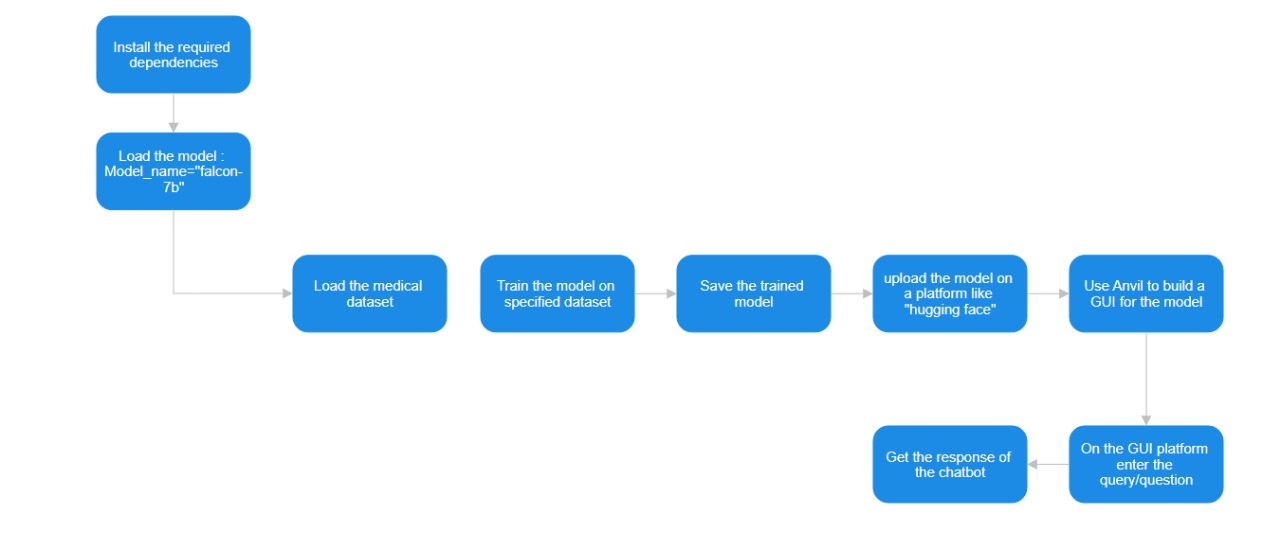 Install the required
dependencies
Load the model :
Model_name="falcon-
7b"
Load the medical
dataset
Train the model on
specified dataset
Save the trained
model
upload the model on
a platform like
"hugging face"
Use Anvil to build a
GUI for the model
On the GUI platform
enter the
query/question
Get the response of
the chatbot